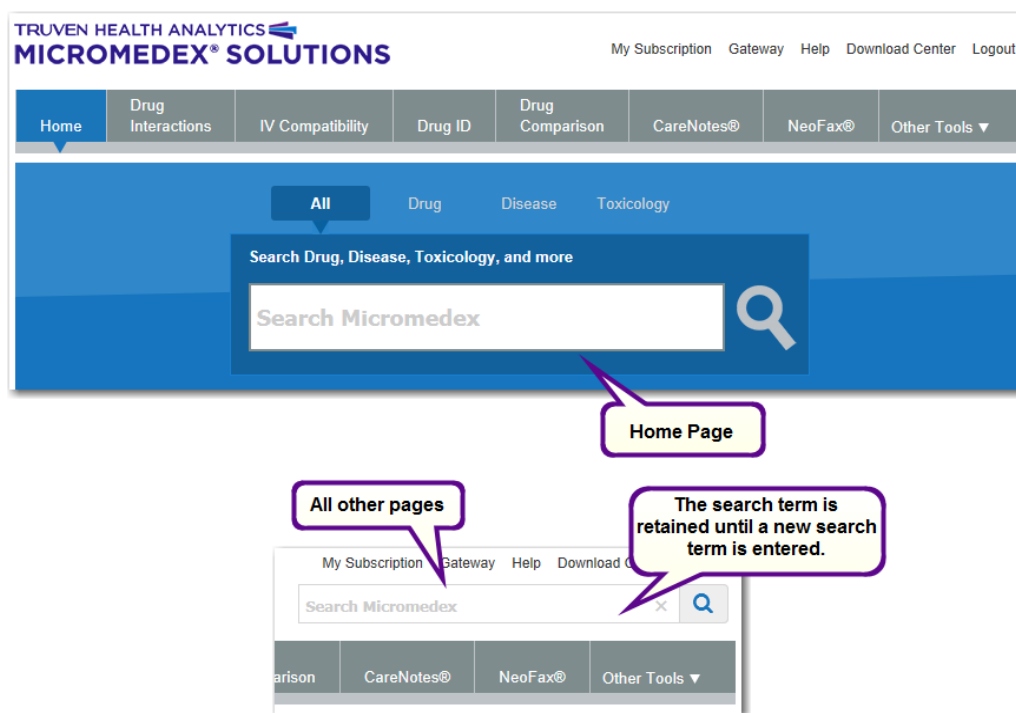 TRUVEN HEALTH ANALYTICS
MICROMEDEX® SOLUTIONS
My Subscription Gateway Help Download Center Logout
Home
Drug
Interactions
IV Compatibility
Drug ID
Drug
Comparison
CareNotes®
NeoFax®
Other Tools ▼
All Drug Disease Toxicology
Search Drug, Disease, Toxicology, and more
Search Micromedex
Home Page
All other pages
The search term is
retained until a new search
term is entered.
My Subscription Gateway Help Download
Search Micromedex ×
arison CareNotes® NeoFax® Other Tools ▼